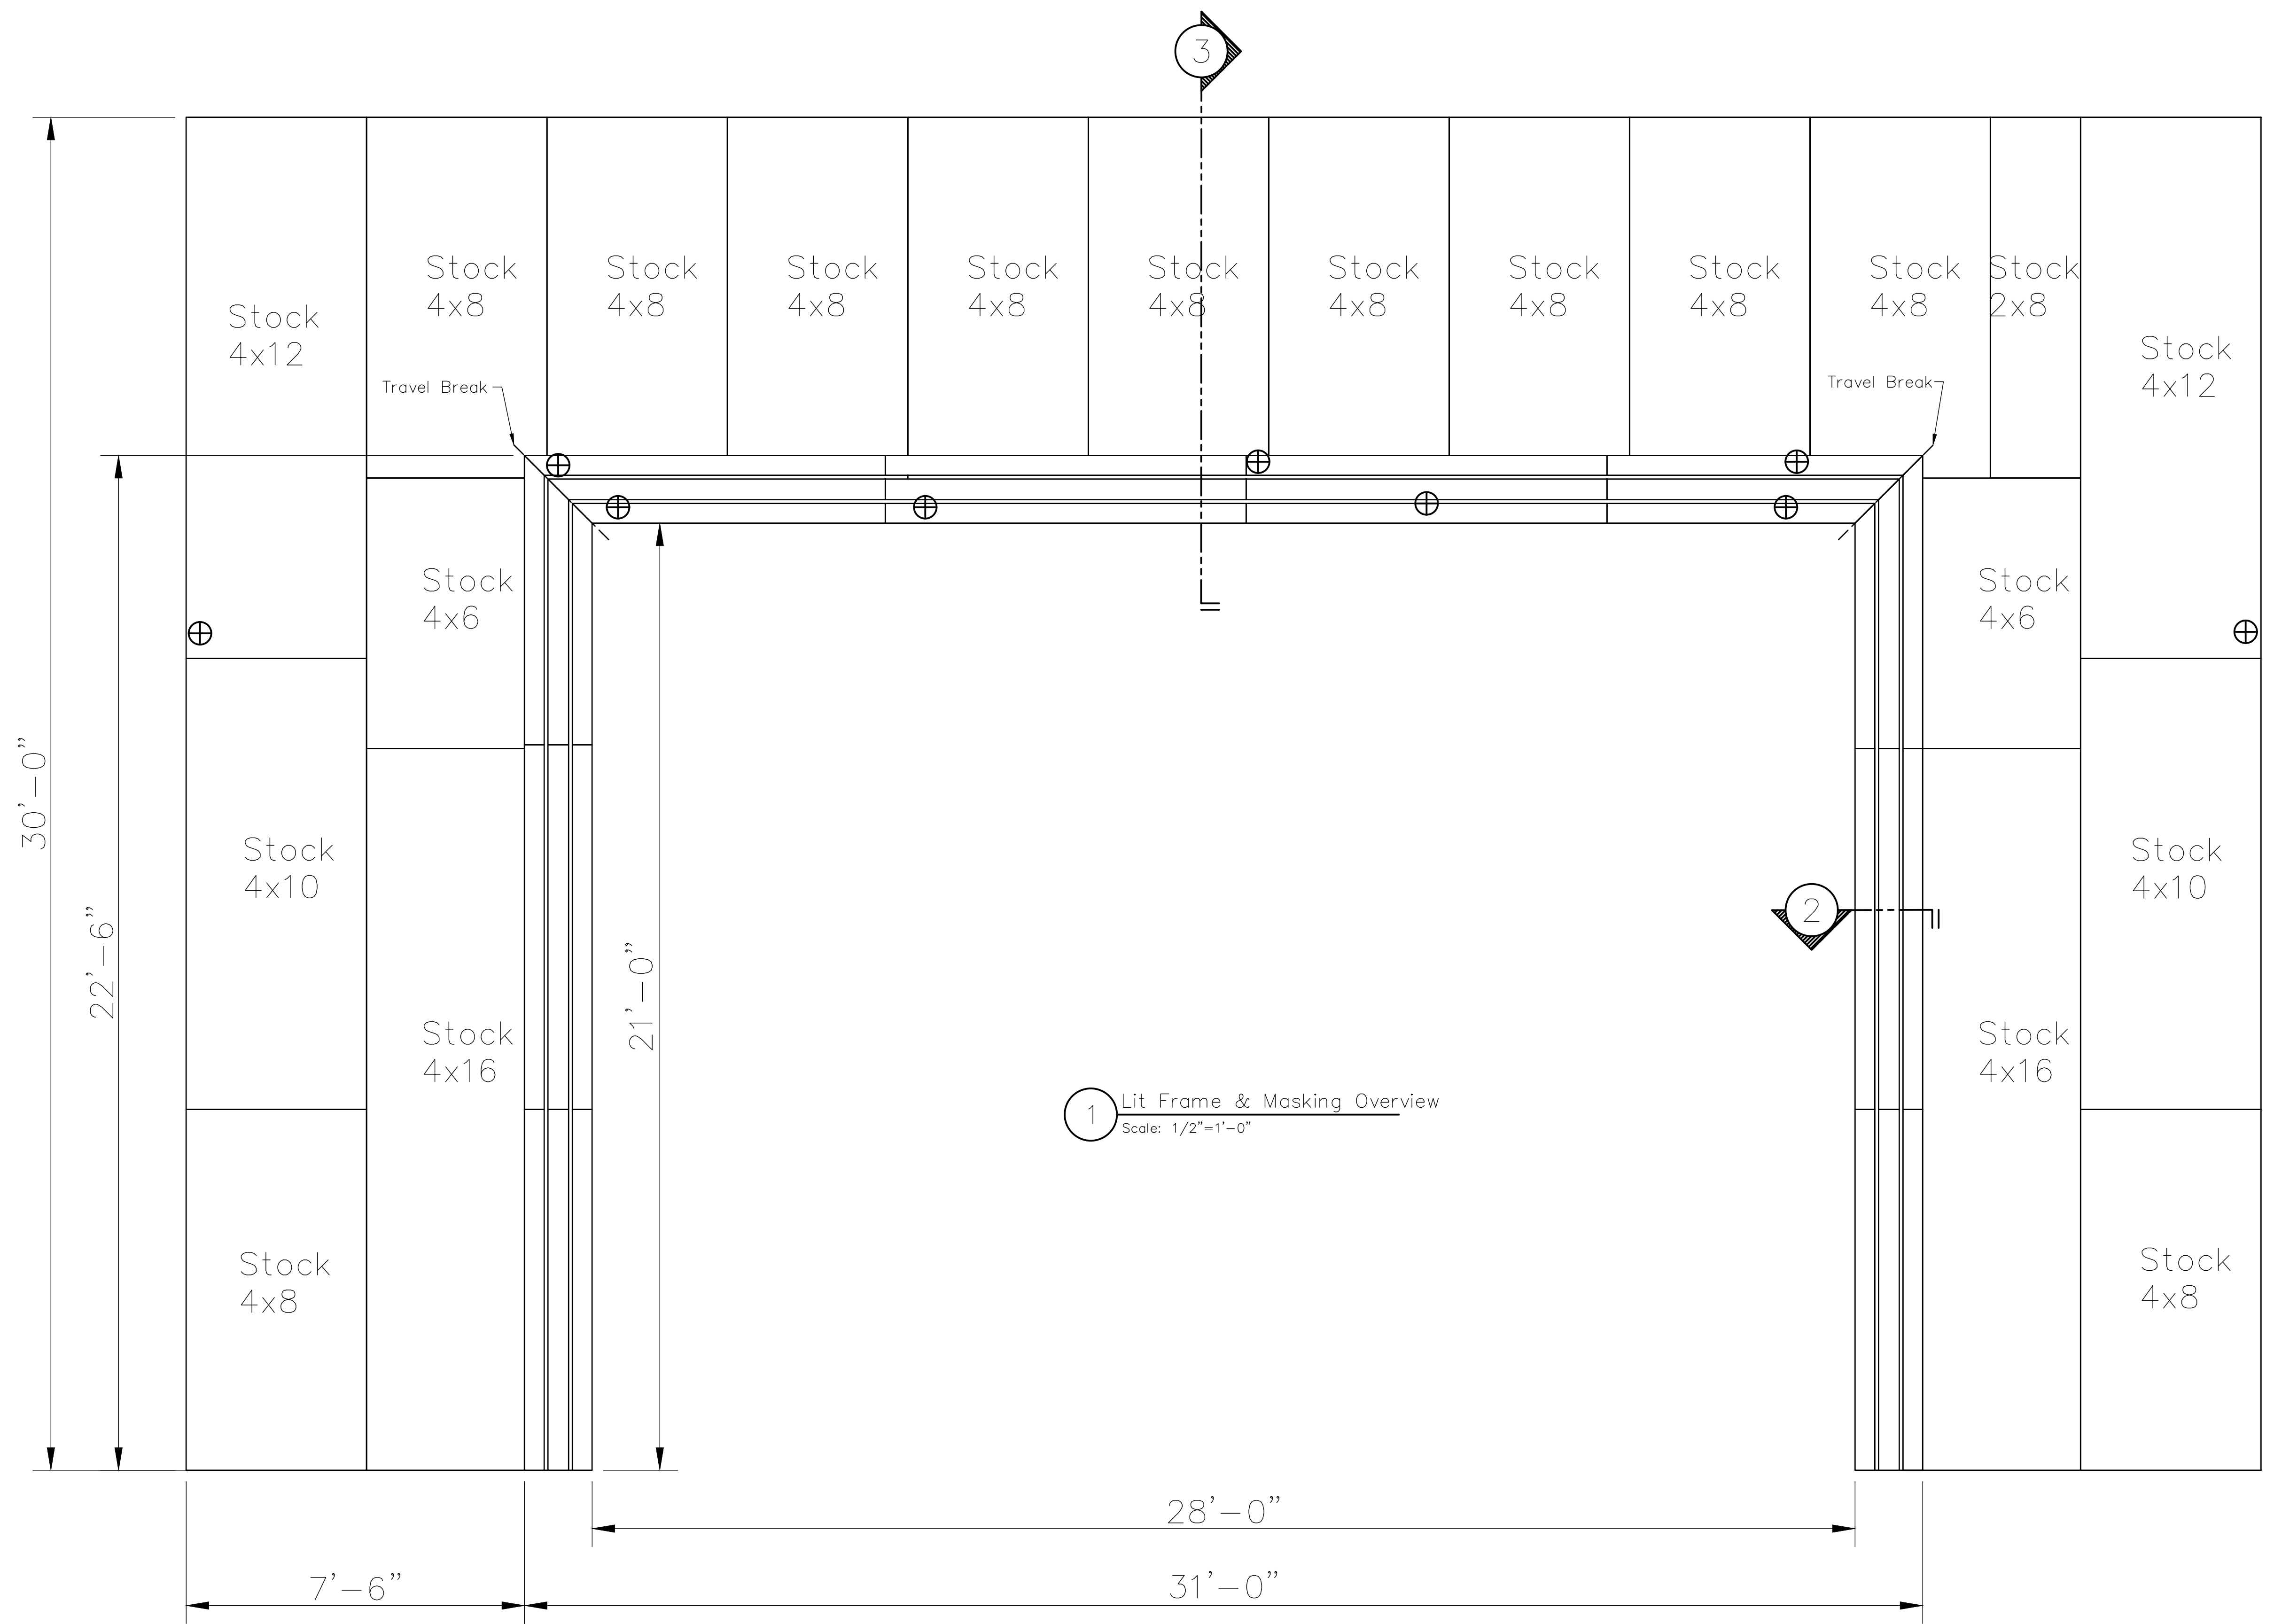 3
Stock
4x12
Stock
4x8
Stock
4x8
Stock
4x8
Stock
4x8
Stock
4x8
Stock
4x8
Stock
4x8
Stock
4x8
Stock
4x8
Stock
2x8
Stock
4x12
Travel Break
Travel Break
Stock
4x6
Stock
4x6
30'-0"
22'-6"
21'-0"
Stock
4x10
Stock
4x10
2
Stock
4x16
Stock
4x16
1
Lit Frame & Masking Overview
Scale: 1/2"=1'-0"
Stock
4x8
Stock
4x8
28'-0"
7'-6"
31'-0"